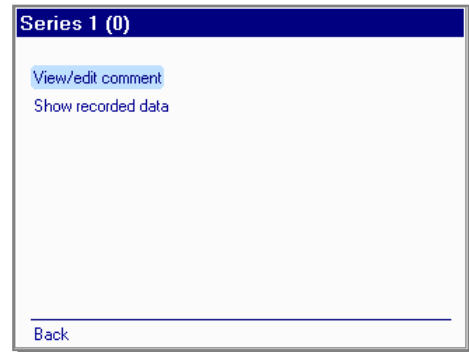 Series 1 (0)
View/edit comment
Show recorded data
Back